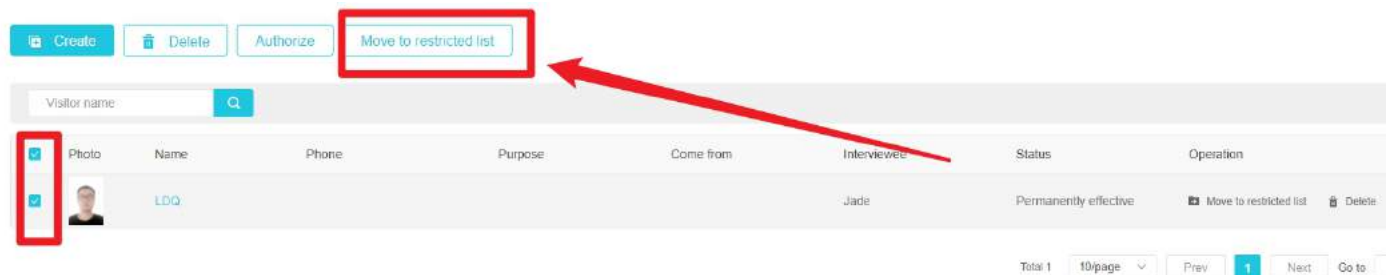 Create Delete Authorize Move to restricted list
Visitor name
Photo Name Phone Purpose Come from Interviewee Status Operation
LDQ Jade Permanently effective Move to restricted list Delete
Total 1 10/page Prev 1 Next Go to